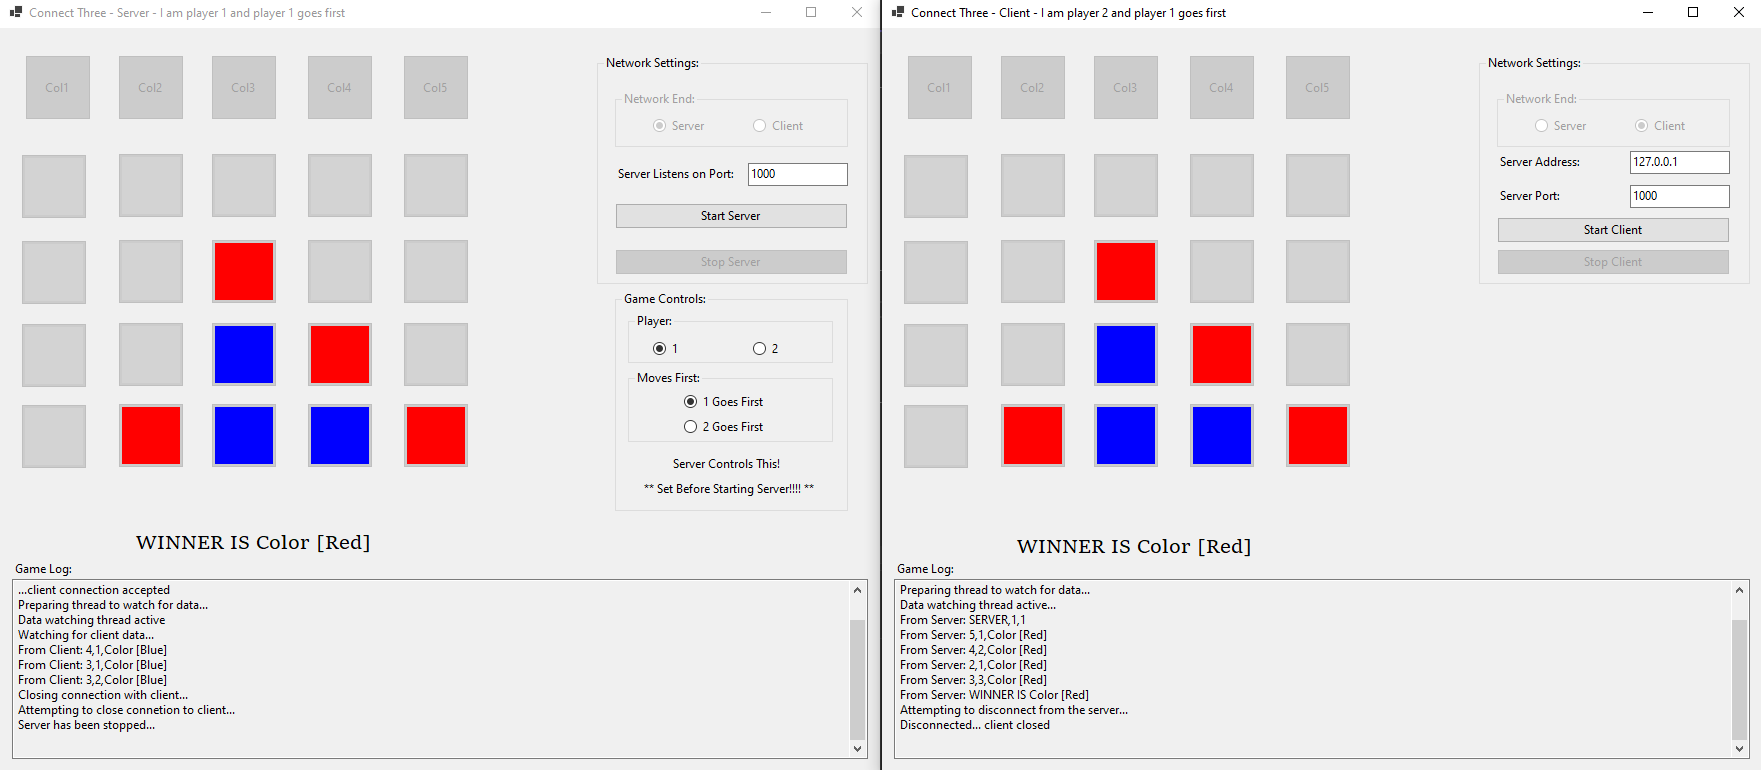 Connect Three - Server - I am player 1 and player 1 goes first
Col1 Col2 Col3 Col4 Col5
Network Settings:
Network End:
Server Client
Server Listens on Port: 1000
Start Server
Stop Server
Game Controls:
Player:
1 2
Moves First:
1 Goes First
2 Goes First
Server Controls This!
** Set Before Starting Server!!!! **
WINNER IS Color [Red]
Game Log:
...client connection accepted
Preparing thread to watch for data...
Data watching thread active
Watching for client data...
From Client: 4,1,Color [Blue]
From Client: 3,1,Color [Blue]
From Client: 3,2,Color [Blue]
Closing connection with client...
Attempting to close connetion to client...
Server has been stopped...
Connect Three - Client - I am player 2 and player 1 goes first
Col1 Col2 Col3 Col4 Col5
Network Settings:
Network End:
Server Client
Server Address: 127.0.0.1
Server Port: 1000
Start Client
Stop Client
WINNER IS Color [Red]
Game Log:
Preparing thread to watch for data...
Data watching thread active...
From Server: SERVER,1,1
From Server: 5,1,Color [Red]
From Server: 4,2,Color [Red]
From Server: 2,1,Color [Red]
From Server: 3,3,Color [Red]
From Server: WINNER IS Color [Red]
Attempting to disconnect from the server...
Disconnected... client closed